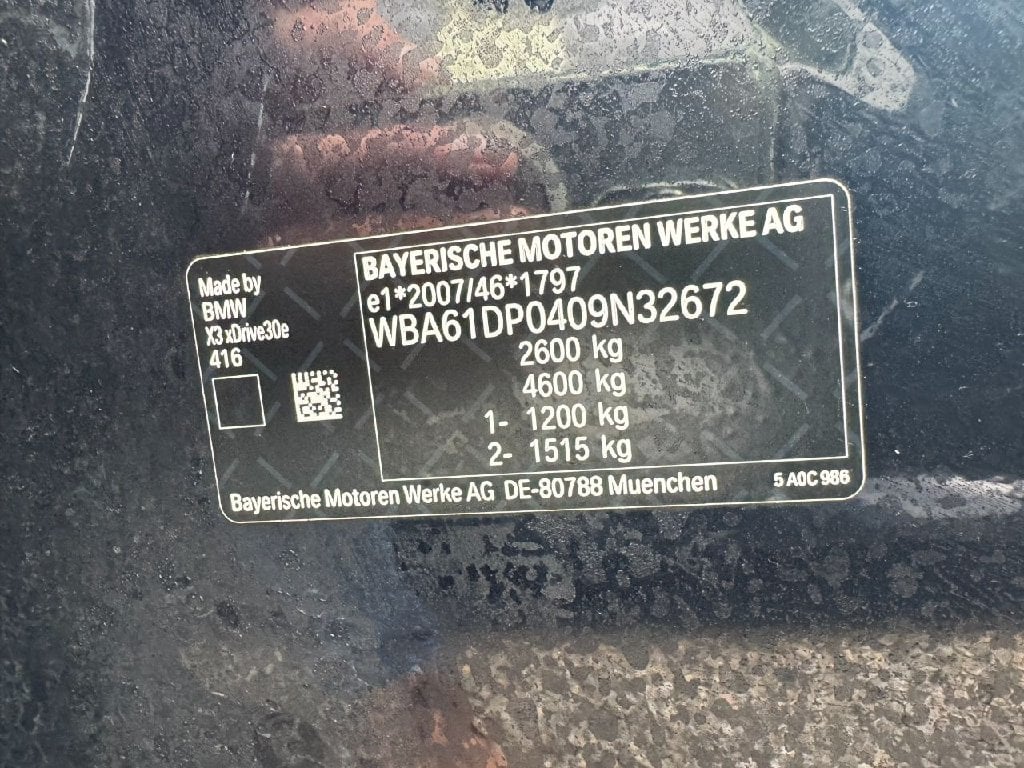 Made by
BMW
X3 xDrive30e
416
BAYERISCHE MOTOREN WERKE AG
e1*2007/46*1797
WBA61DP0409N32672
2600 kg
4600 kg
1- 1200 kg
2- 1515 kg
Bayerische Motoren Werke AG DE-80788 Muenchen
5 A0C 986